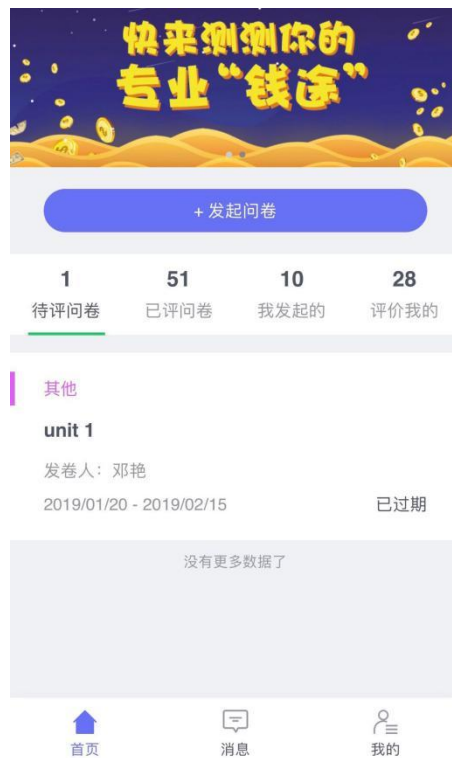 快来测测你的
专业“钱途”
+ 发起问卷
1 51 10 28
待评问卷 已评问卷 我发起的 评价我的
其他
unit 1
发卷人：邓艳
2019/01/20 - 2019/02/15 已过期
没有更多数据了
首页 消息 我的